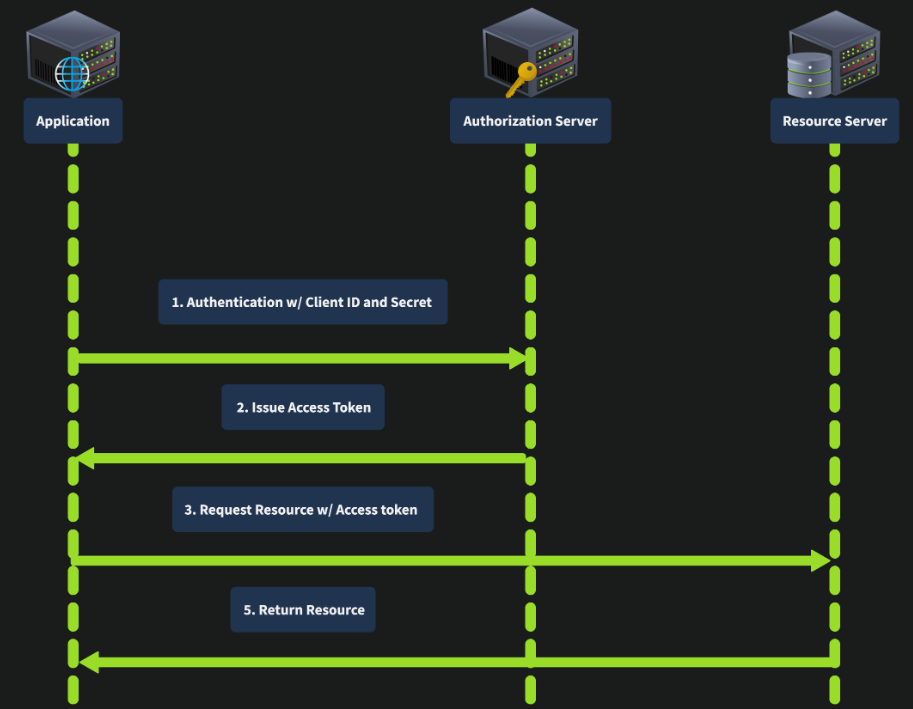 Application
Authorization Server
Resource Server
1. Authentication w/ Client ID and Secret
2. Issue Access Token
3. Request Resource w/ Access token
5. Return Resource